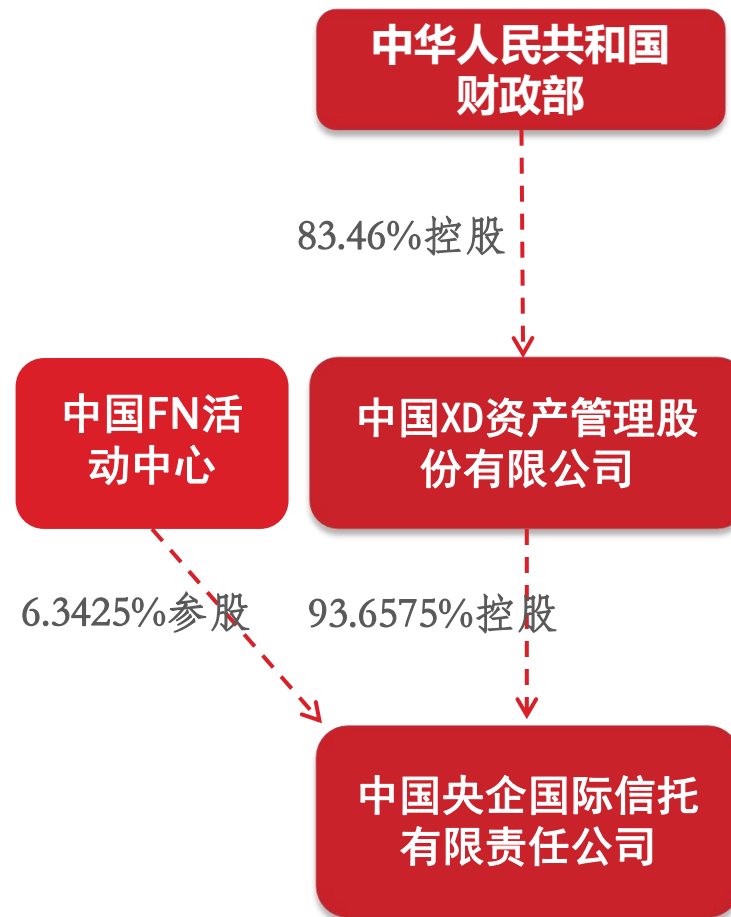 中华人民共和国
财政部
83.46%控股
中国FN活
动中心
中国XD资产管理股
份有限公司
6.3425%参股
93.6575%控股
中国央企国际信托
有限责任公司